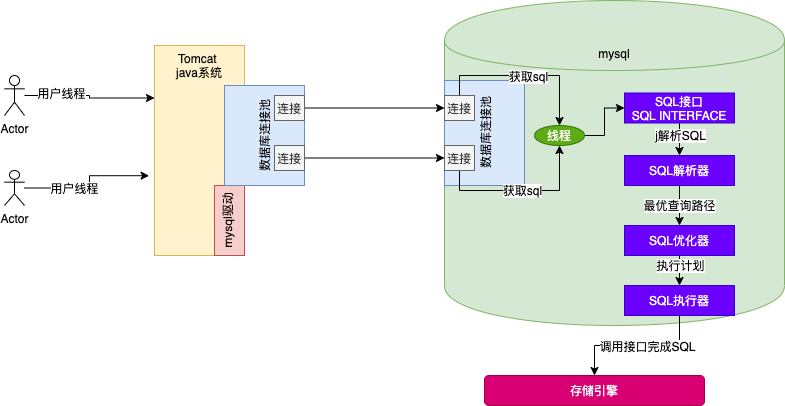 Tomcat
java系统
mysql
用户线程
Actor
用户线程
Actor
数据库连接池
连接
连接
mysql驱动
连接
连接
数据库连接池
获取sql
获取sql
线程
SQL接口
SQL INTERFACE
j解析SQL
SQL解析器
最优查询路径
SQL优化器
执行计划
SQL执行器
调用接口完成SQL
存储引擎